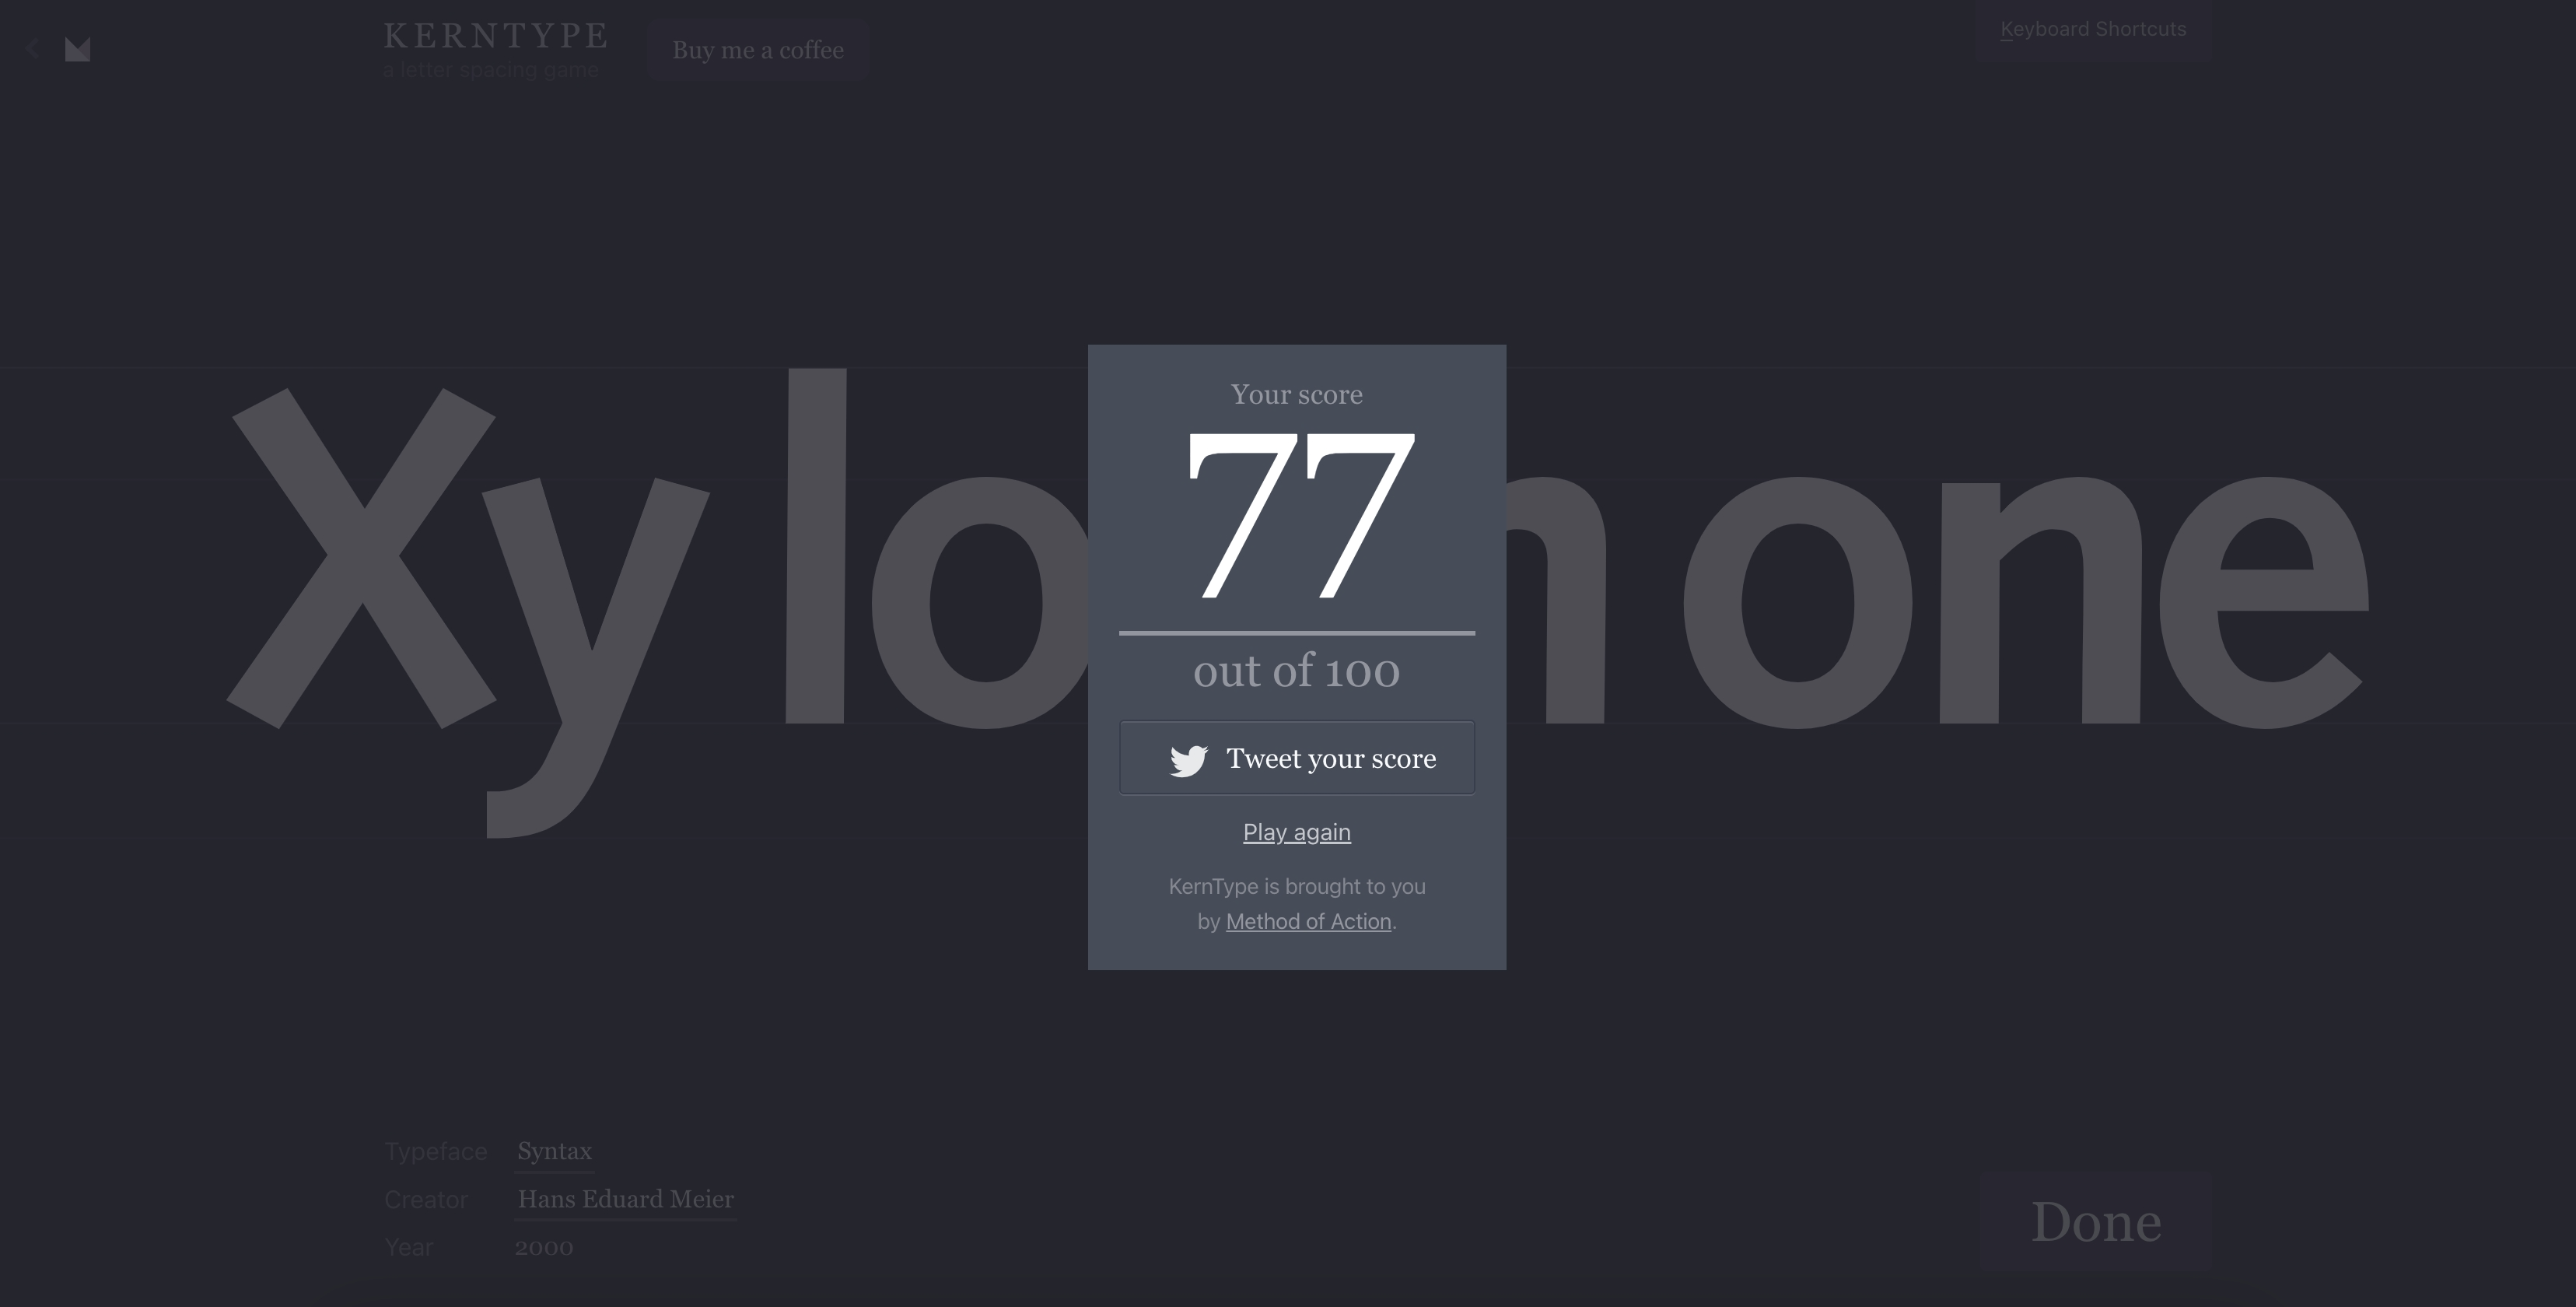 KERNTYPE
a letter spacing game
Buy me a coffee
Keyboard Shortcuts
Xylo
one
Your score
77
out of 100
Tweet your score
Play again
KernType is brought to you
by Method of Action.
Typeface Syntax
Creator Hans Eduard Meier
Year 2000
Done